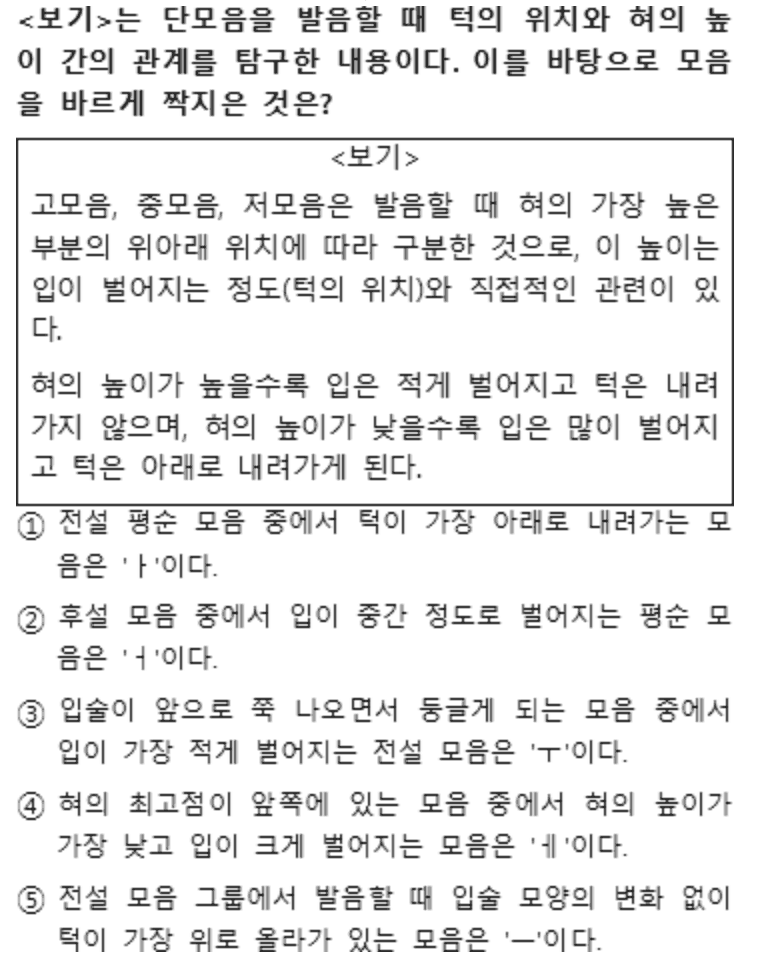 <보기>는 단모음을 발음할 때 턱의 위치와 혀의 높
이 간의 관계를 탐구한 내용이다. 이를 바탕으로 모음
을 바르게 짝지은 것은?
<보기>
고모음, 중모음, 저모음은 발음할 때 혀의 가장 높은
부분의 위아래 위치에 따라 구분한 것으로, 이 높이는
입이 벌어지는 정도(턱의 위치)와 직접적인 관련이 있
다.
혀의 높이가 높을수록 입은 적게 벌어지고 턱은 내려
가지 않으며, 혀의 높이가 낮을수록 입은 많이 벌어지
고 턱은 아래로 내려가게 된다.
① 전설 평순 모음 중에서 턱이 가장 아래로 내려가는 모
음은 'ㅏ'이다.
② 후설 모음 중에서 입이 중간 정도로 벌어지는 평순 모
음은 'ㅓ'이다.
③ 입술이 앞으로 쭉 나오면서 둥글게 되는 모음 중에서
입이 가장 적게 벌어지는 전설 모음은 'ㅜ'이다.
④ 혀의 최고점이 앞쪽에 있는 모음 중에서 혀의 높이가
가장 낮고 입이 크게 벌어지는 모음은 'ㅔ'이다.
⑤ 전설 모음 그룹에서 발음할 때 입술 모양의 변화 없이
턱이 가장 위로 올라가 있는 모음은 'ㅡ'이다.